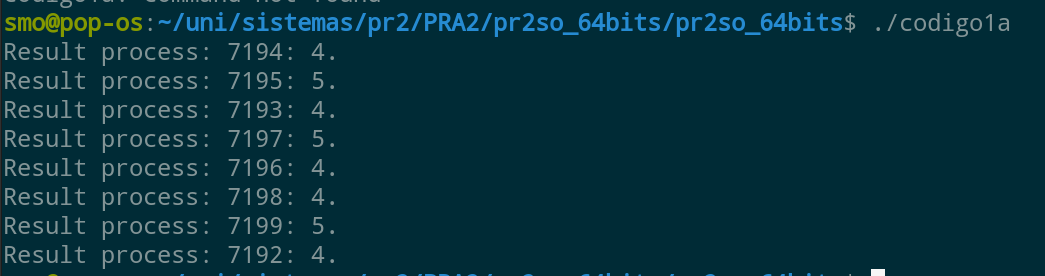 smo@pop-os:~/uni/sistemas/pr2/PRA2/pr2so_64bits/pr2so_64bits$ ./codigo1a
Result process: 7194: 4.
Result process: 7195: 5.
Result process: 7193: 4.
Result process: 7197: 5.
Result process: 7196: 4.
Result process: 7198: 4.
Result process: 7199: 5.
Result process: 7192: 4.